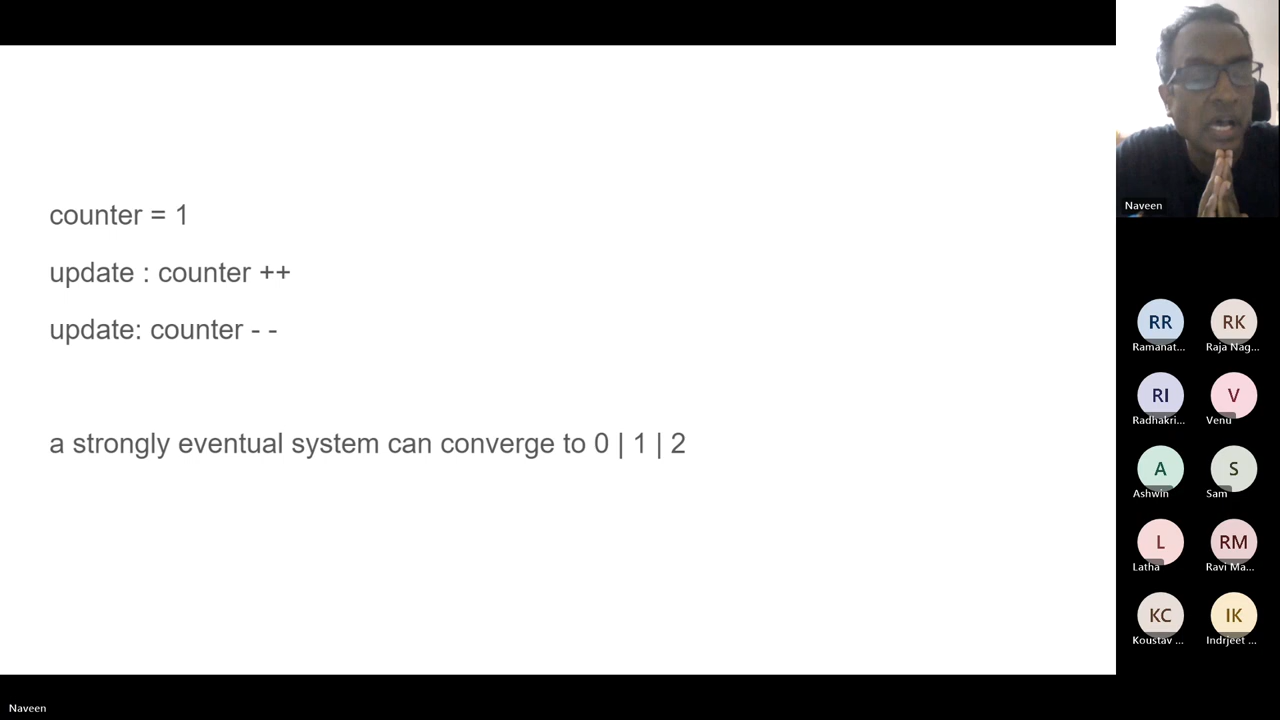 counter = 1
update : counter ++
update: counter - -
a strongly eventual system can converge to 0 | 1 | 2
Naveen
RR
RK
Ramanat...
Raja Nag...
RI
V
Radhakri...
Venu
A
S
Ashwin
Sam
L
RM
Latha
Ravi Ma...
KC
IK
Koustav ...
Indrjeet ...
Naveen